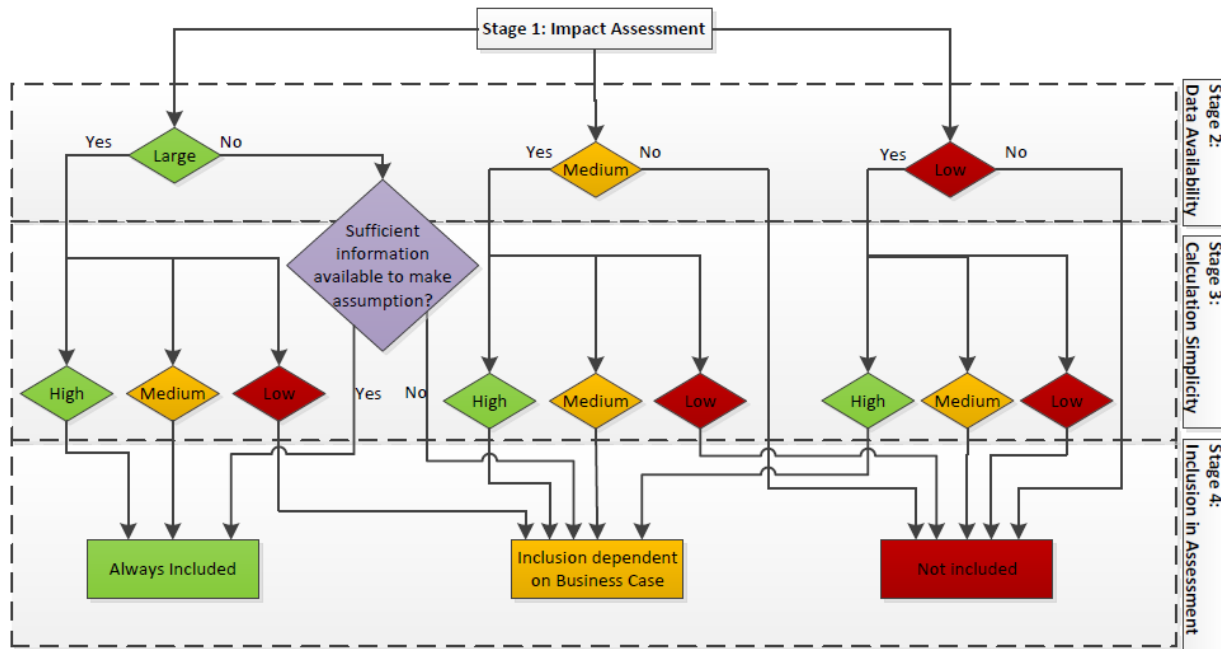 Stage 1: Impact Assessment
Stage 2:
Data Availability
Yes
No
Large
Yes
No
Medium
Yes
No
Low
Sufficient
information
available to make
assumption?
Stage 3:
Calculation Simplicity
High
Medium
Low
Yes
No
High
Medium
Low
High
Medium
Low
Stage 4:
Inclusion in Assessment
Always Included
Inclusion dependent
on Business Case
Not Included